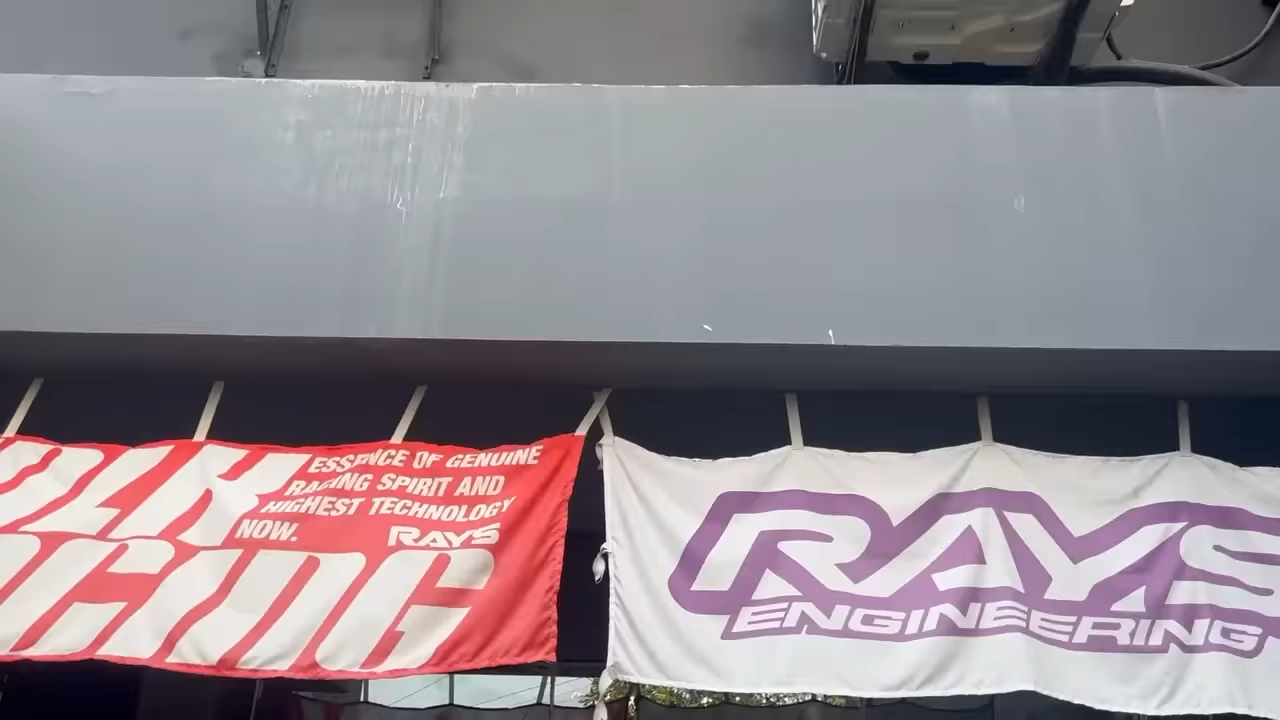 ESSENCE OF GENUINE
RACING SPIRIT AND
HIGHEST TECHNOLOGY
NOW.
RAYS
RAYS
ENGINEERING